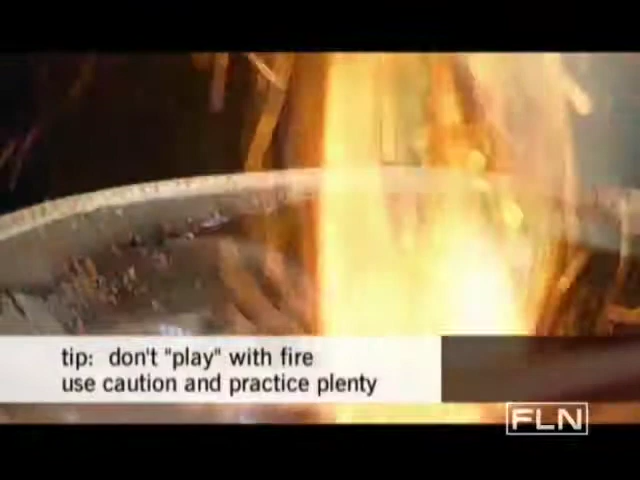 tip: don't "play" with fire
use caution and practice plenty
FLN